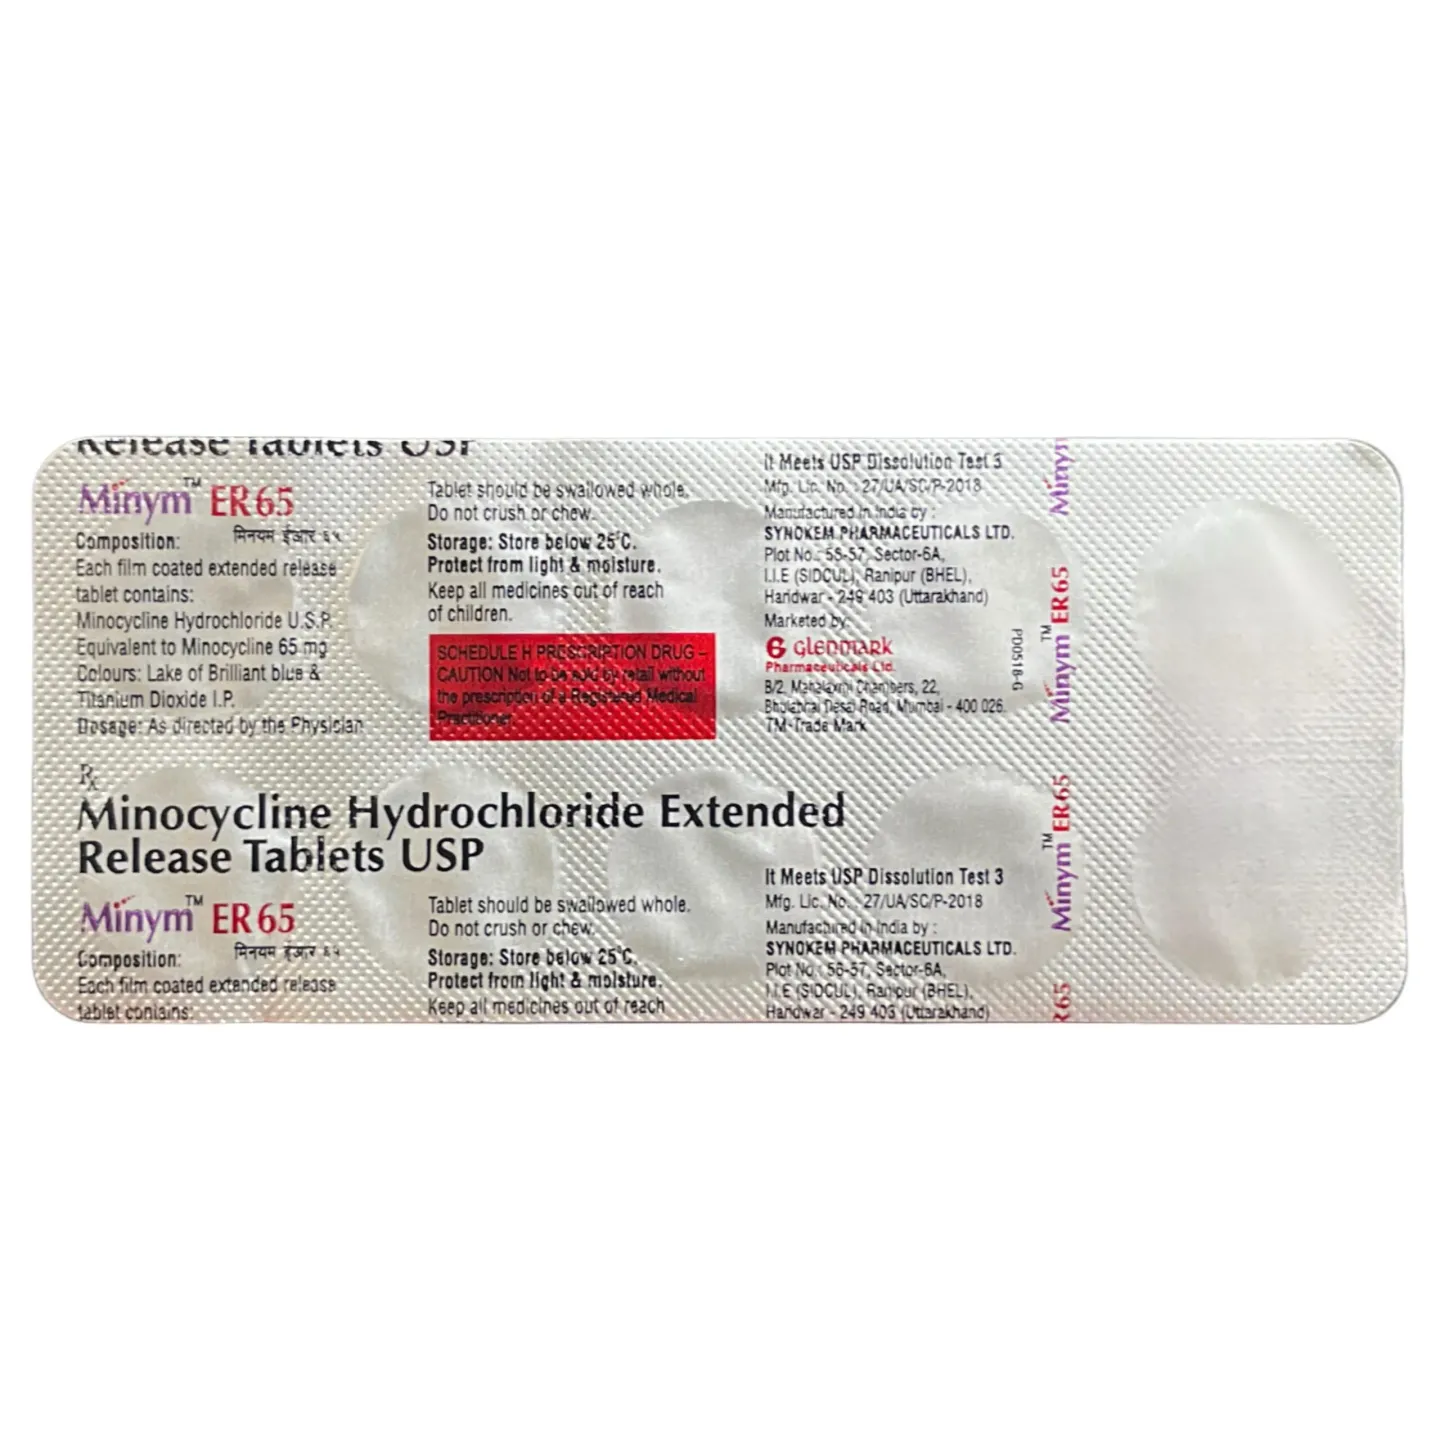 Release Tablets USP
Minym™ ER 65
मिनयम ईआर ६५
Composition:
Each film coated extended release
tablet contains:
Minocycline Hydrochloride U.S.P.
Equivalent to Minocycline 65 mg
Colours: Lake of Brilliant blue &
Titanium Dioxide I.P.
Dosage: As directed by the Physician
Tablet should be swallowed whole.
Do not crush or chew.
Storage: Store below 25°C.
Protect from light & moisture.
Keep all medicines out of reach
of children.
SCHEDULE H PRESCRIPTION DRUG –
CAUTION Not to be sold by retail without
the prescription of a Registered Medical
Practitioner.
It Meets USP Dissolution Test 3
Mfg. Lic. No. : 27/UA/SC/P-2018
Manufactured in India by :
SYNOKEM PHARMACEUTICALS LTD.
Plot No.: 56-57, Sector-6A,
I.I.E (SIDCUL), Ranipur (BHEL),
Haridwar - 249 403 (Uttarakhand)
Marketed by:
G GLENMARK
Pharmaceuticals Ltd.
B/2, Mahalaxmi Chambers, 22,
Bhulabhai Desai Road, Mumbai - 400 026.
TM-Trade Mark
PD0518-G
Minym
Minym™ ER 65
Minym™ ER 65
R 65
Rx
Minocycline Hydrochloride Extended
Release Tablets USP
Minym™ ER 65
मिनयम ईआर ६५
Composition:
Each film coated extended release
tablet contains:
Tablet should be swallowed whole.
Do not crush or chew.
Storage: Store below 25°C.
Protect from light & moisture.
Keep all medicines out of reach
It Meets USP Dissolution Test 3
Mfg. Lic. No. : 27/UA/SC/P-2018
Manufactured in India by :
SYNOKEM PHARMACEUTICALS LTD.
Plot No.: 56-57, Sector-6A,
I.I.E (SIDCUL), Ranipur (BHEL),
Haridwar - 249 403 (Uttarakhand)